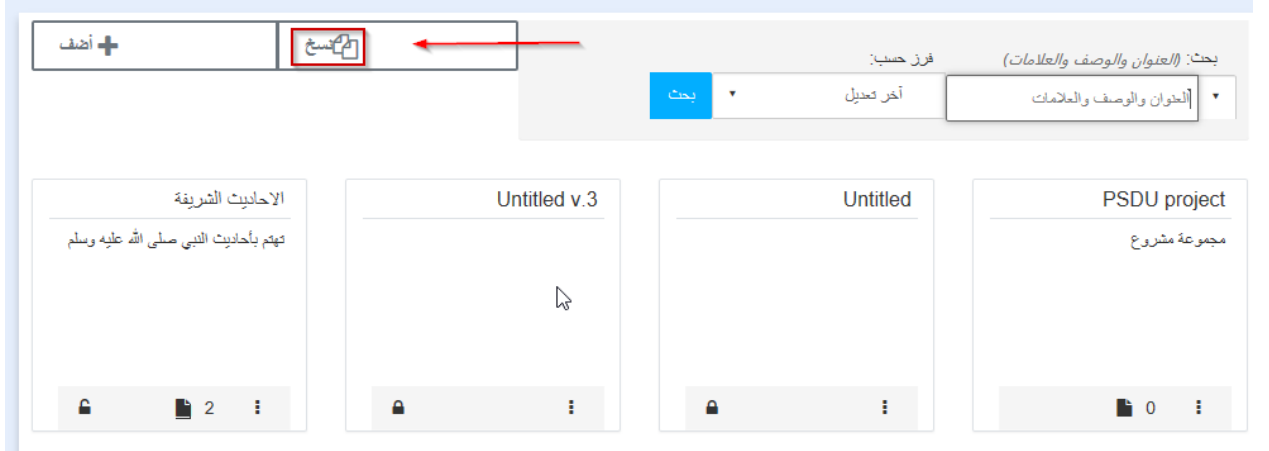 نسخ
أضف
بحث: (العنوان والوصف والعلامات)
فرز حسب:
العنوان والوصف والعلامات
آخر تعديل
بحث
PSDU project
مجموعة مشروع
0
Untitled
Untitled v.3
الاحاديث الشريفة
تهتم بأحاديث النبي صلى الله عليه وسلم
2